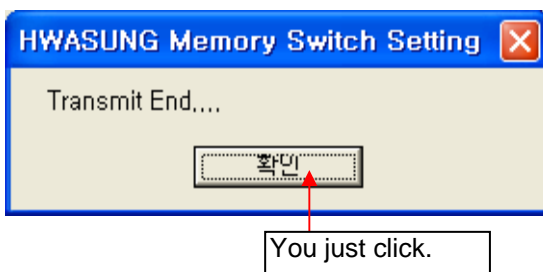 HWASUNG Memory Switch Setting
Transmit End,...
확인
You just click.